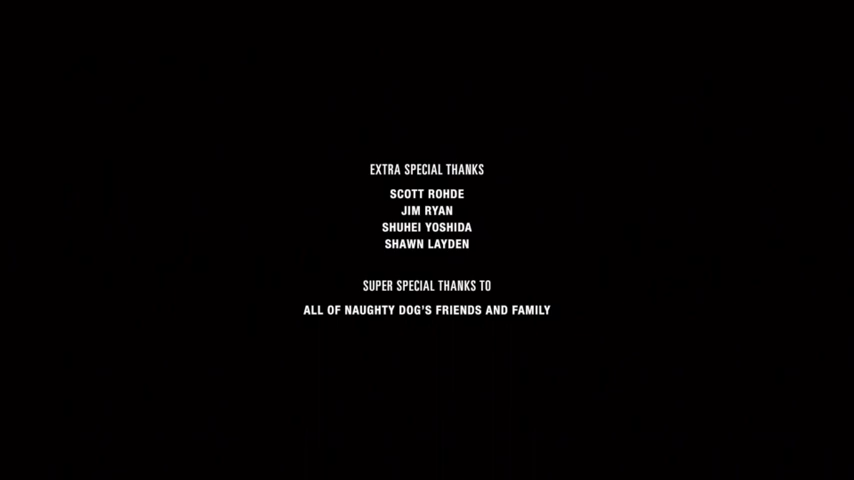 EXTRA SPECIAL THANKS
SCOTT ROHDE
JIM RYAN
SHUHEI YOSHIDA
SHAWN LAYDEN
SUPER SPECIAL THANKS TO
ALL OF NAUGHTY DOG'S FRIENDS AND FAMILY